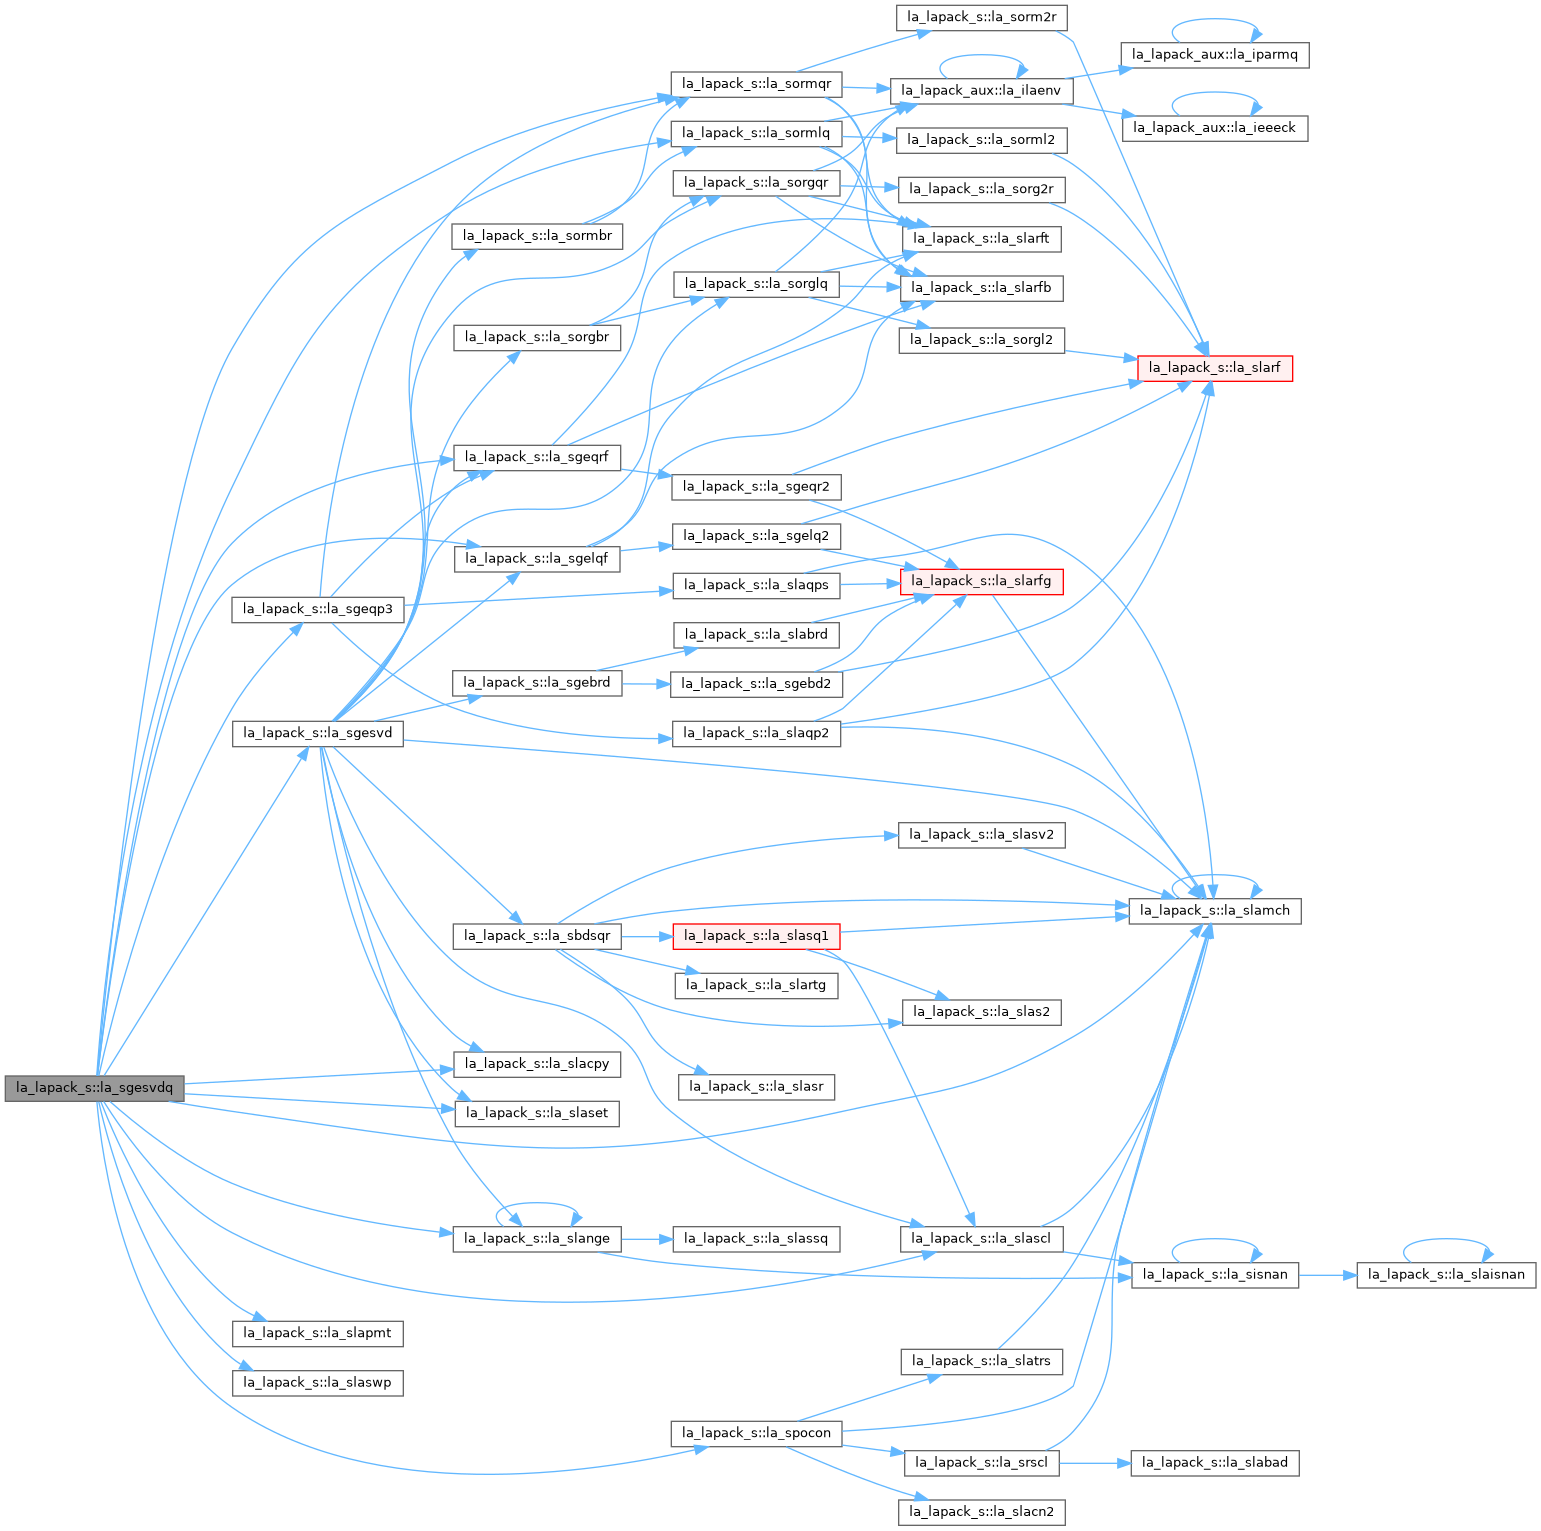 la_lapack_s::la_sgesvdq
la_lapack_s::la_sgeqp3
la_lapack_s::la_sgesvd
la_lapack_s::la_slapmt
la_lapack_s::la_slaswp
la_lapack_s::la_sormbr
la_lapack_s::la_sorgbr
la_lapack_s::la_sgeqrf
la_lapack_s::la_sgelqf
la_lapack_s::la_sgebrd
la_lapack_s::la_sbdsqr
la_lapack_s::la_slacpy
la_lapack_s::la_slaset
la_lapack_s::la_slange
la_lapack_s::la_sormqr
la_lapack_s::la_sormlq
la_lapack_s::la_sorgqr
la_lapack_s::la_sorglq
la_lapack_s::la_sgeqr2
la_lapack_s::la_sgelq2
la_lapack_s::la_slaqps
la_lapack_s::la_slabrd
la_lapack_s::la_sgebd2
la_lapack_s::la_slaqp2
la_lapack_s::la_slasq1
la_lapack_s::la_slartg
la_lapack_s::la_slasr
la_lapack_s::la_slassq
la_lapack_s::la_spocon
la_lapack_s::la_sorm2r
la_lapack_aux::la_ilaenv
la_lapack_s::la_sorml2
la_lapack_s::la_sorg2r
la_lapack_s::la_slarft
la_lapack_s::la_slarfb
la_lapack_s::la_sorgl2
la_lapack_s::la_slarfg
la_lapack_s::la_slasv2
la_lapack_s::la_slas2
la_lapack_s::la_slascl
la_lapack_s::la_slatrs
la_lapack_s::la_srscl
la_lapack_s::la_slacn2
la_lapack_aux::la_iparmq
la_lapack_aux::la_ieeeck
la_lapack_s::la_slarf
la_lapack_s::la_slamch
la_lapack_s::la_sisnan
la_lapack_s::la_slabad
la_lapack_s::la_slaisnan